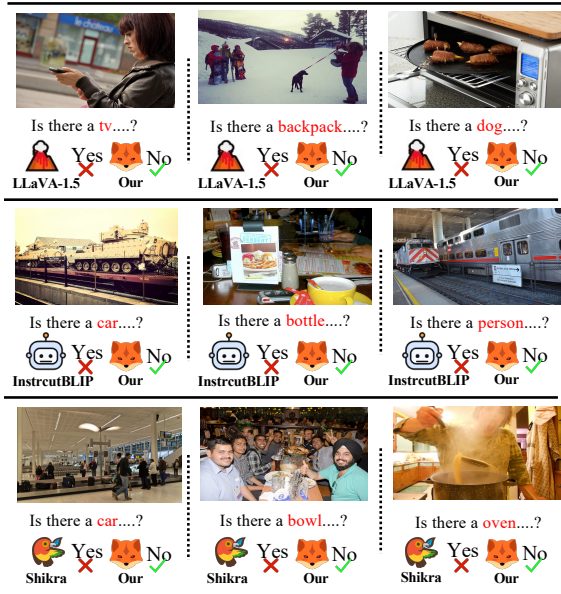 le chateau
Is there a tv....?
Is there a backpack....?
Is there a dog....?
Yes No
Yes No
Yes No
LLaVA-1.5 Our
LLaVA-1.5 Our
LLaVA-1.5 Our
Is there a car....?
Is there a bottle....?
Is there a person....?
Yes No
Yes No
Yes No
InstrcutBLIP Our
InstrcutBLIP Our
InstrcutBLIP Our
Is there a car....?
Is there a bowl....?
Is there a oven....?
Yes No
Yes No
Yes No
Shikra Our
Shikra Our
Shikra Our